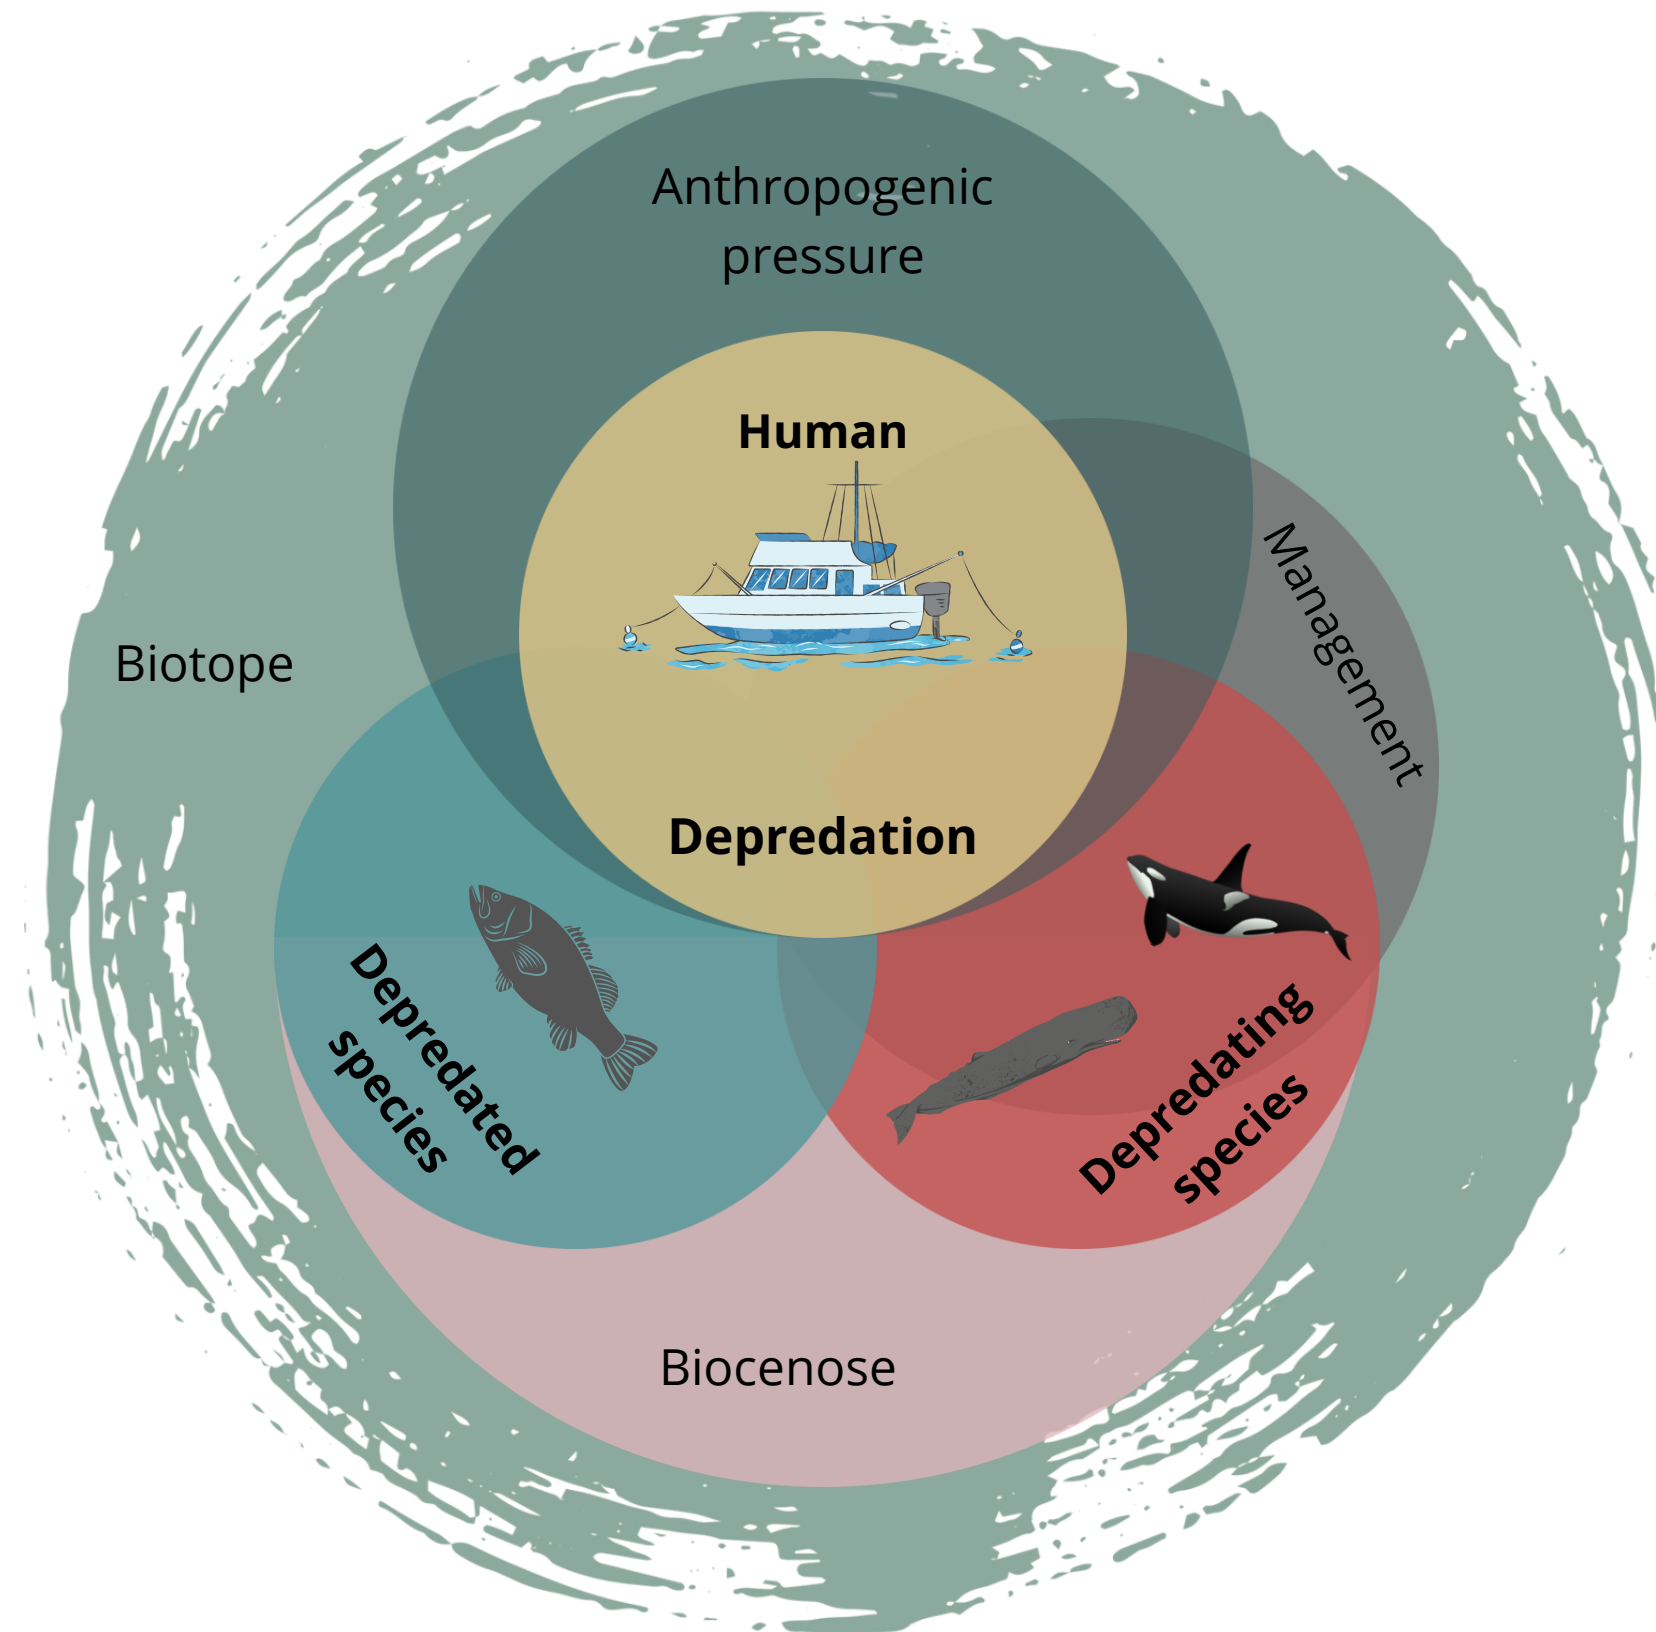 Anthropogenic
pressure
Human
Management
Biotope
Depredation
Depredated
species
Depredating
species
Biocenose